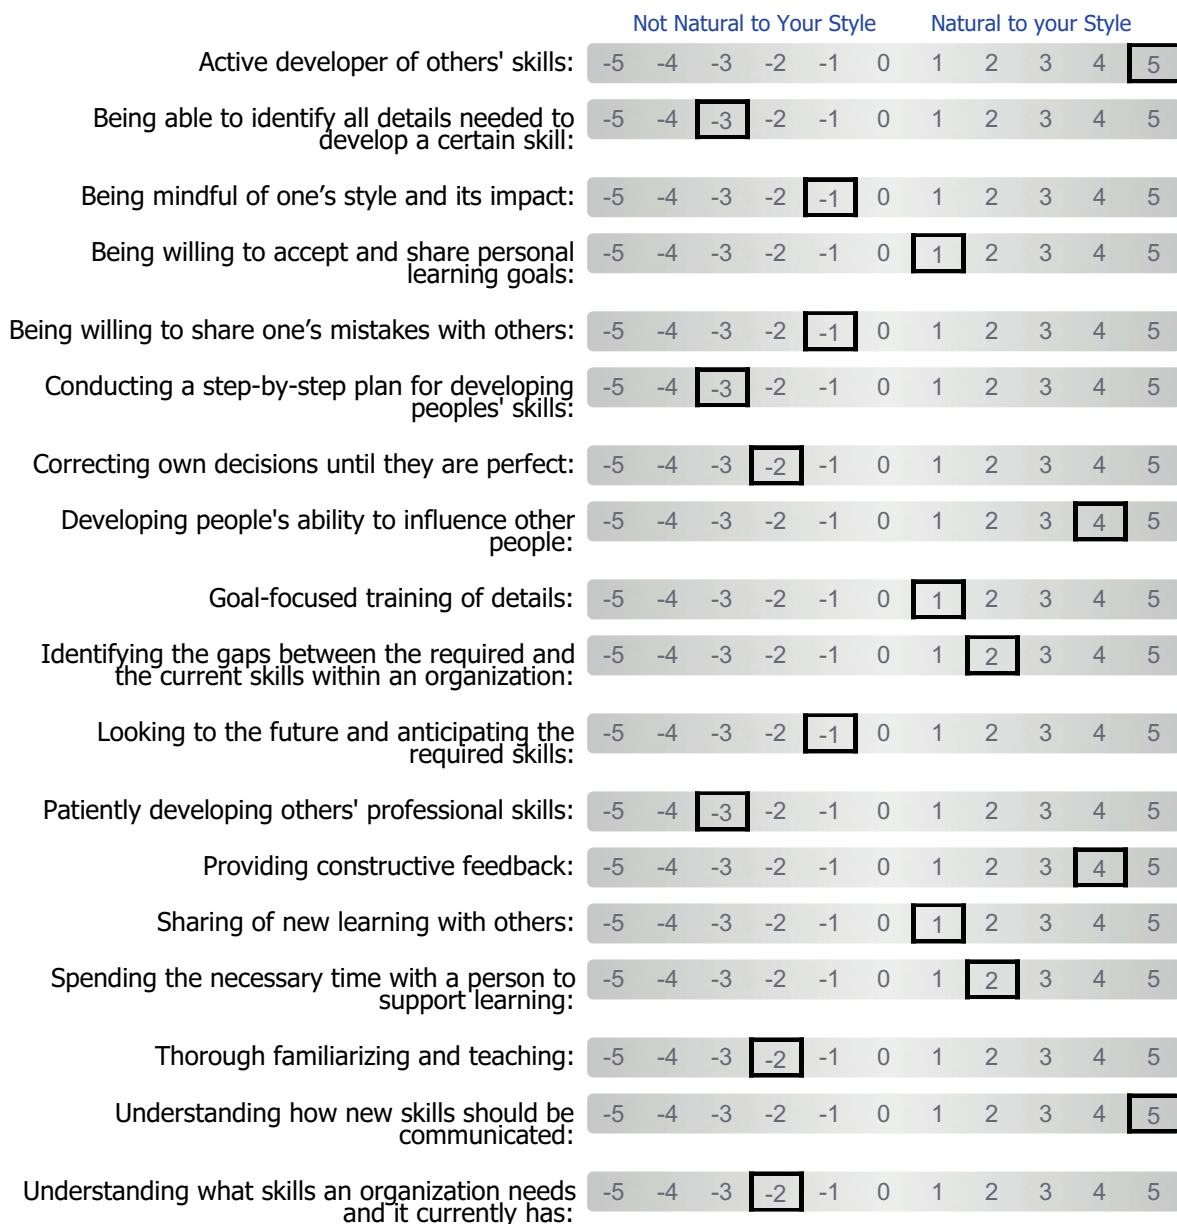 Not Natural to Your Style Natural to your Style
Active developer of others' skills: -5 -4 -3 -2 -1 0 1 2 3 4 5
Being able to identify all details needed to -5 -4 -3 -2 -1 0 1 2 3 4 5
develop a certain skill:
Being mindful of one’s style and its impact: -5 -4 -3 -2 -1 0 1 2 3 4 5
Being willing to accept and share personal -5 -4 -3 -2 -1 0 1 2 3 4 5
learning goals:
Being willing to share one’s mistakes with others: -5 -4 -3 -2 -1 0 1 2 3 4 5
Conducting a step-by-step plan for developing -5 -4 -3 -2 -1 0 1 2 3 4 5
peoples' skills:
Correcting own decisions until they are perfect: -5 -4 -3 -2 -1 0 1 2 3 4 5
Developing people's ability to influence other -5 -4 -3 -2 -1 0 1 2 3 4 5
people:
Goal-focused training of details: -5 -4 -3 -2 -1 0 1 2 3 4 5
Identifying the gaps between the required and -5 -4 -3 -2 -1 0 1 2 3 4 5
the current skills within an organization:
Looking to the future and anticipating the -5 -4 -3 -2 -1 0 1 2 3 4 5
required skills:
Patiently developing others' professional skills: -5 -4 -3 -2 -1 0 1 2 3 4 5
Providing constructive feedback: -5 -4 -3 -2 -1 0 1 2 3 4 5
Sharing of new learning with others: -5 -4 -3 -2 -1 0 1 2 3 4 5
Spending the necessary time with a person to -5 -4 -3 -2 -1 0 1 2 3 4 5
support learning:
Thorough familiarizing and teaching: -5 -4 -3 -2 -1 0 1 2 3 4 5
Understanding how new skills should be -5 -4 -3 -2 -1 0 1 2 3 4 5
communicated:
Understanding what skills an organization needs -5 -4 -3 -2 -1 0 1 2 3 4 5
and it currently has: